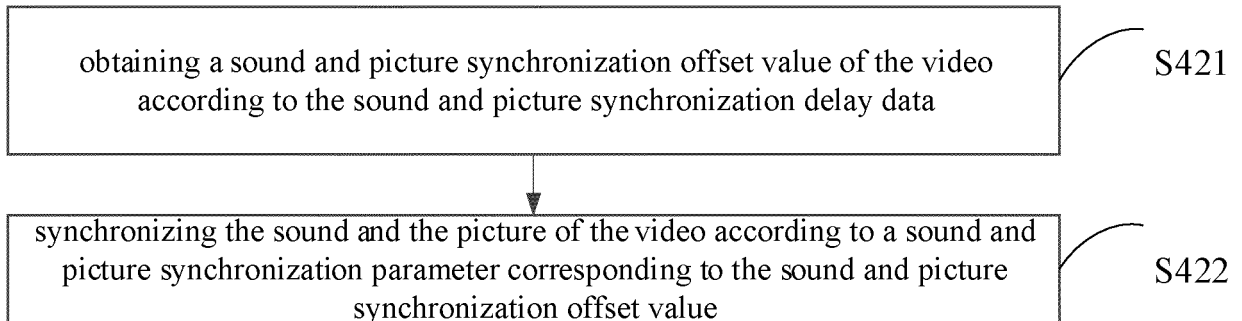 obtaining a sound and picture synchronization offset value of the video
according to the sound and picture synchronization delay data
S421
synchronizing the sound and the picture of the video according to a sound and
picture synchronization parameter corresponding to the sound and picture
synchronization offset value
S422